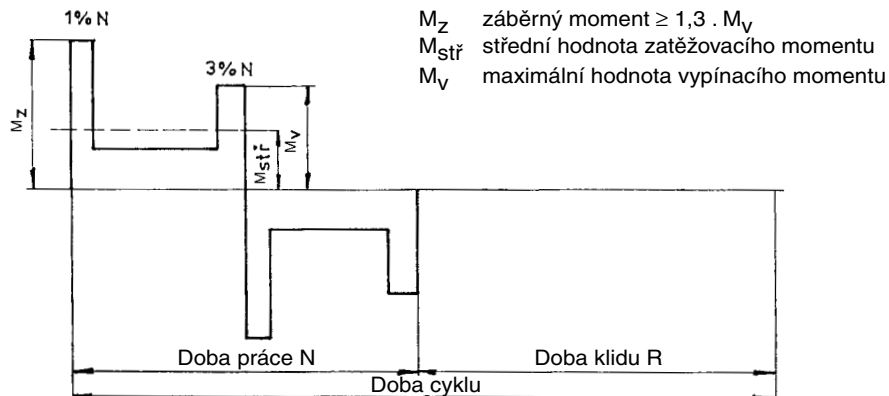 1% N
M_Z záběrný moment ≥ 1,3 . M_V
M_stř střední hodnota zatěžovacího momentu
M_V maximální hodnota vypínacího momentu
3% N
M_Z
M_stř
M_V
Doba práce N
Doba klidu R
Doba cyklu